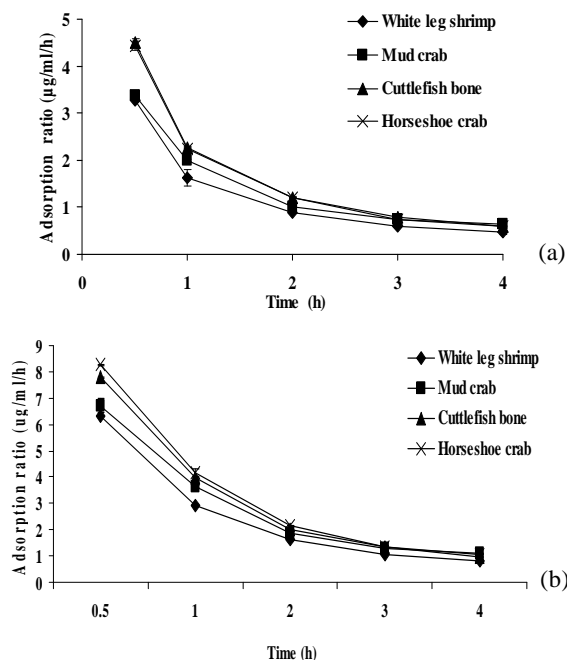 White leg shrimp
Mud crab
Cuttlefish bone
Horseshoe crab
Adsorption ratio (µg/ml/h)
5
4
3
2
1
0
0 1 2 3 4
Time (h)
(a)
White leg shrimp
Mud crab
Cuttlefish bone
Horseshoe crab
Adsorption ratio (ug/ml/h)
9
8
7
6
5
4
3
2
1
0
0.5 1 2 3 4
Time (h)
(b)